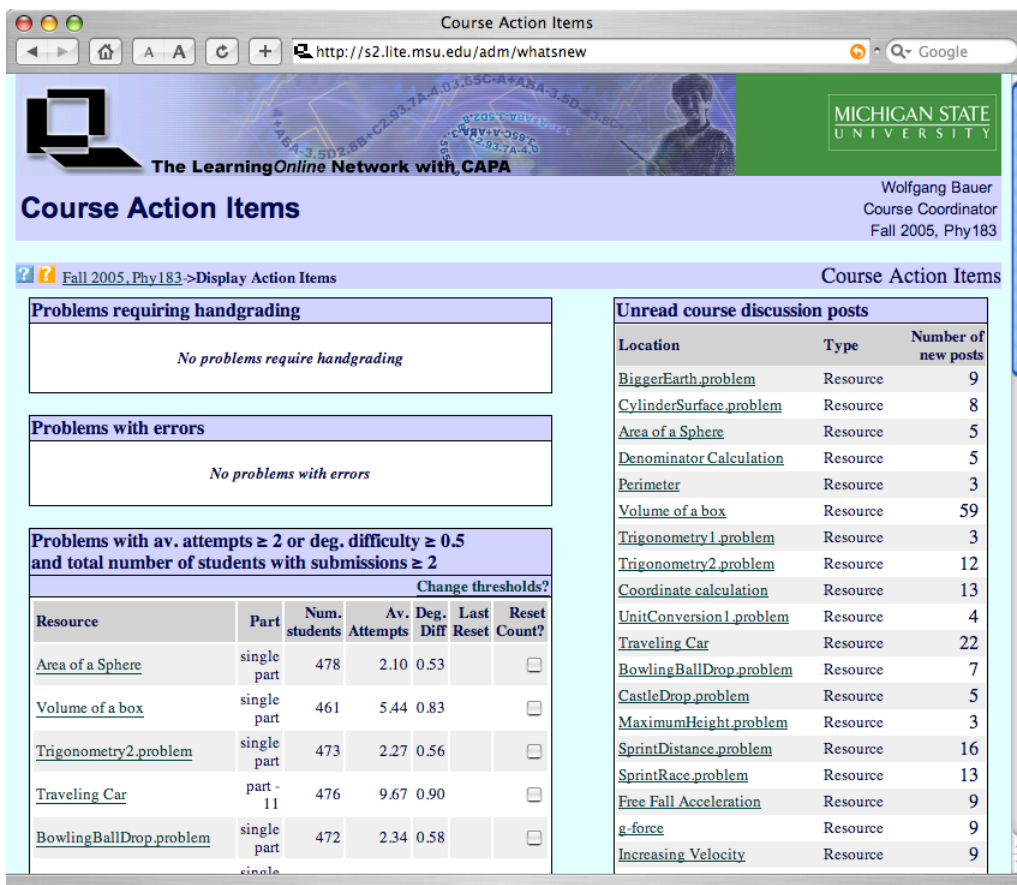 Course Action Items
A A + http://s2.lite.msu.edu/adm/whatsnew Google
MICHIGAN STATE
UNIVERSITY
The LearningOnline Network with CAPA
Course Action Items
Wolfgang Bauer
Course Coordinator
Fall 2005, Phy183
? ? Fall 2005, Phy183->Display Action Items
Course Action Items
Problems requiring handgrading
No problems require handgrading
Problems with errors
No problems with errors
Problems with av. attempts ≥ 2 or deg. difficulty ≥ 0.5
and total number of students with submissions ≥ 2
Change thresholds?
Resource Part Num. students Av. Attempts Deg. Diff Last Reset Reset Count?
Area of a Sphere single part 478 2.10 0.53
Volume of a box single part 461 5.44 0.83
Trigonometry2.problem single part 473 2.27 0.56
Traveling Car part - 11 476 9.67 0.90
BowlingBallDrop.problem single part 472 2.34 0.58
single
Unread course discussion posts
Location Type Number of new posts
BiggerEarth.problem Resource 9
CylinderSurface.problem Resource 8
Area of a Sphere Resource 5
Denominator Calculation Resource 5
Perimeter Resource 3
Volume of a box Resource 59
Trigonometry1.problem Resource 3
Trigonometry2.problem Resource 12
Coordinate calculation Resource 13
UnitConversion1.problem Resource 4
Traveling Car Resource 22
BowlingBallDrop.problem Resource 7
CastleDrop.problem Resource 5
MaximumHeight.problem Resource 3
SprintDistance.problem Resource 16
SprintRace.problem Resource 13
Free Fall Acceleration Resource 9
g-force Resource 9
Increasing Velocity Resource 9